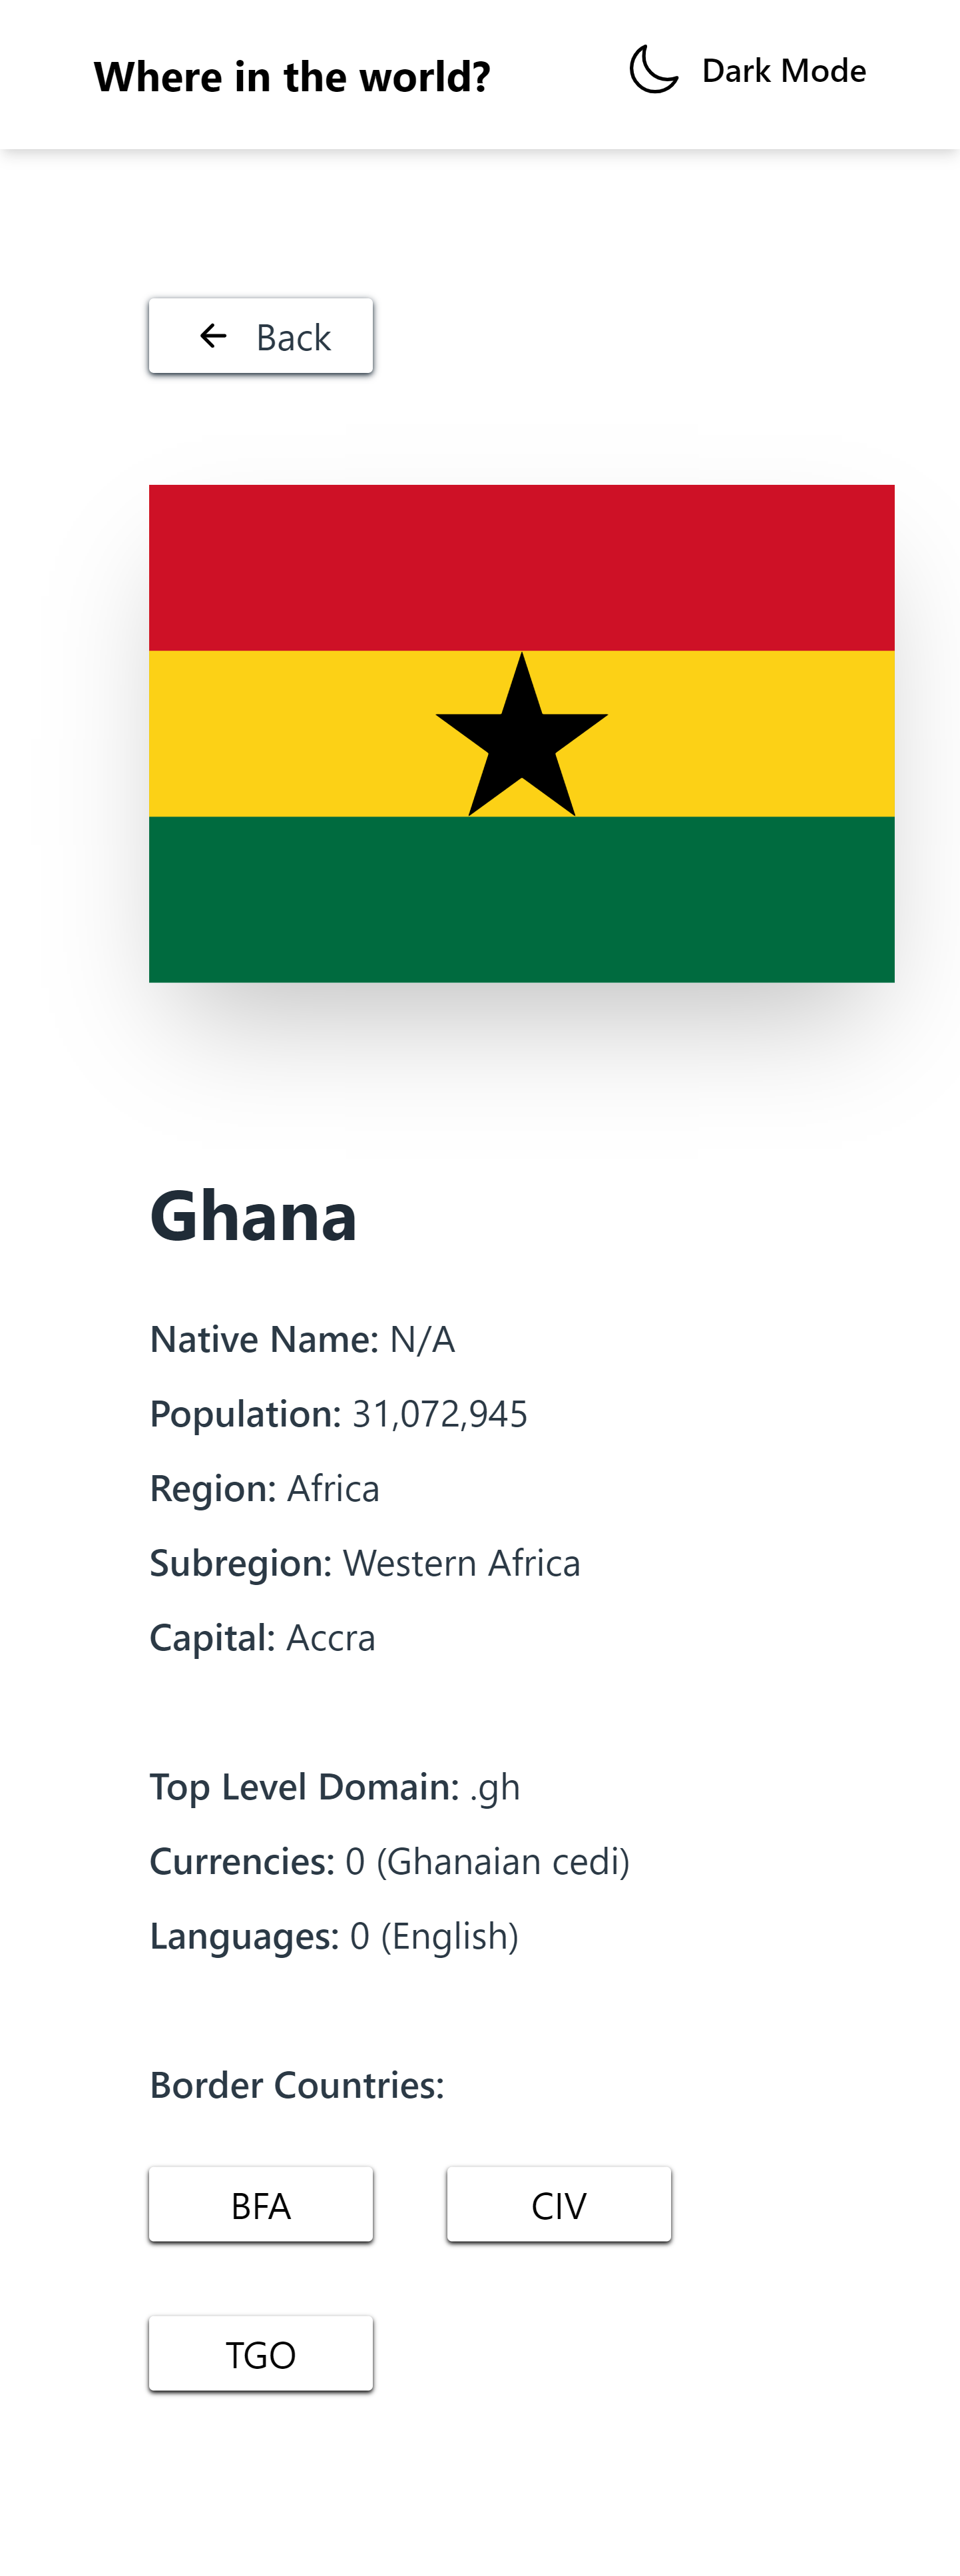 Where in the world?
Dark Mode
Back
Ghana
Native Name: N/A
Population: 31,072,945
Region: Africa
Subregion: Western Africa
Capital: Accra
Top Level Domain: .gh
Currencies: 0 (Ghanaian cedi)
Languages: 0 (English)
Border Countries:
BFA
CIV
TGO